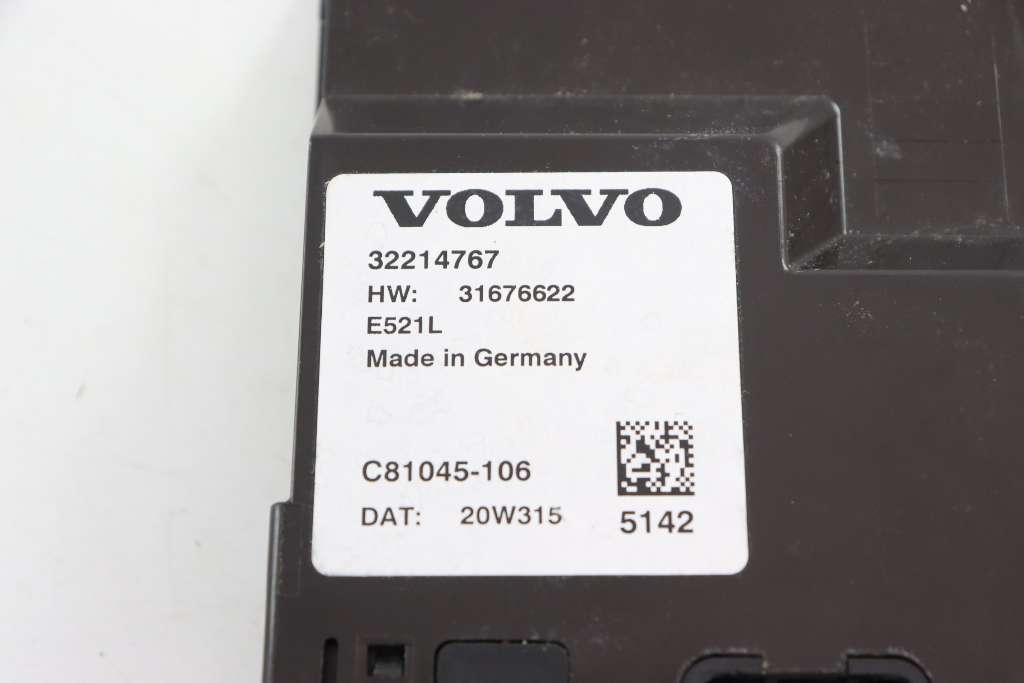 VOLVO
32214767
HW: 31676622
E521L
Made in Germany
C81045-106
DAT: 20W315
5142